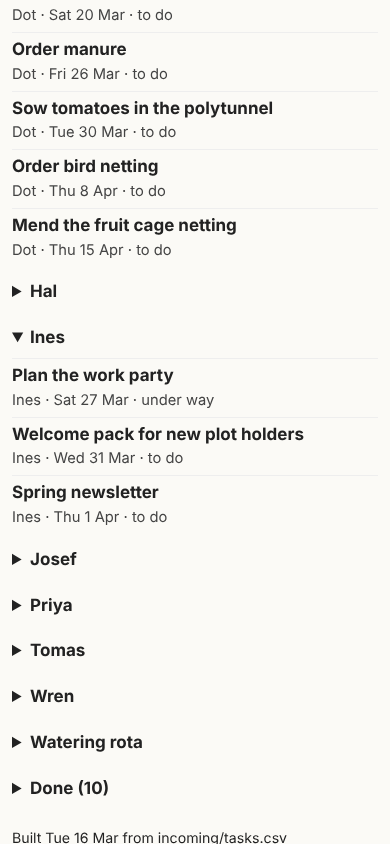 Dot · Sat 20 Mar · to do
Order manure
Dot · Fri 26 Mar · to do
Sow tomatoes in the polytunnel
Dot · Tue 30 Mar · to do
Order bird netting
Dot · Thu 8 Apr · to do
Mend the fruit cage netting
Dot · Thu 15 Apr · to do
Hal
Ines
Plan the work party
Ines · Sat 27 Mar · under way
Welcome pack for new plot holders
Ines · Wed 31 Mar · to do
Spring newsletter
Ines · Thu 1 Apr · to do
Josef
Priya
Tomas
Wren
Watering rota
Done (10)
Built Tue 16 Mar from incoming/tasks.csv